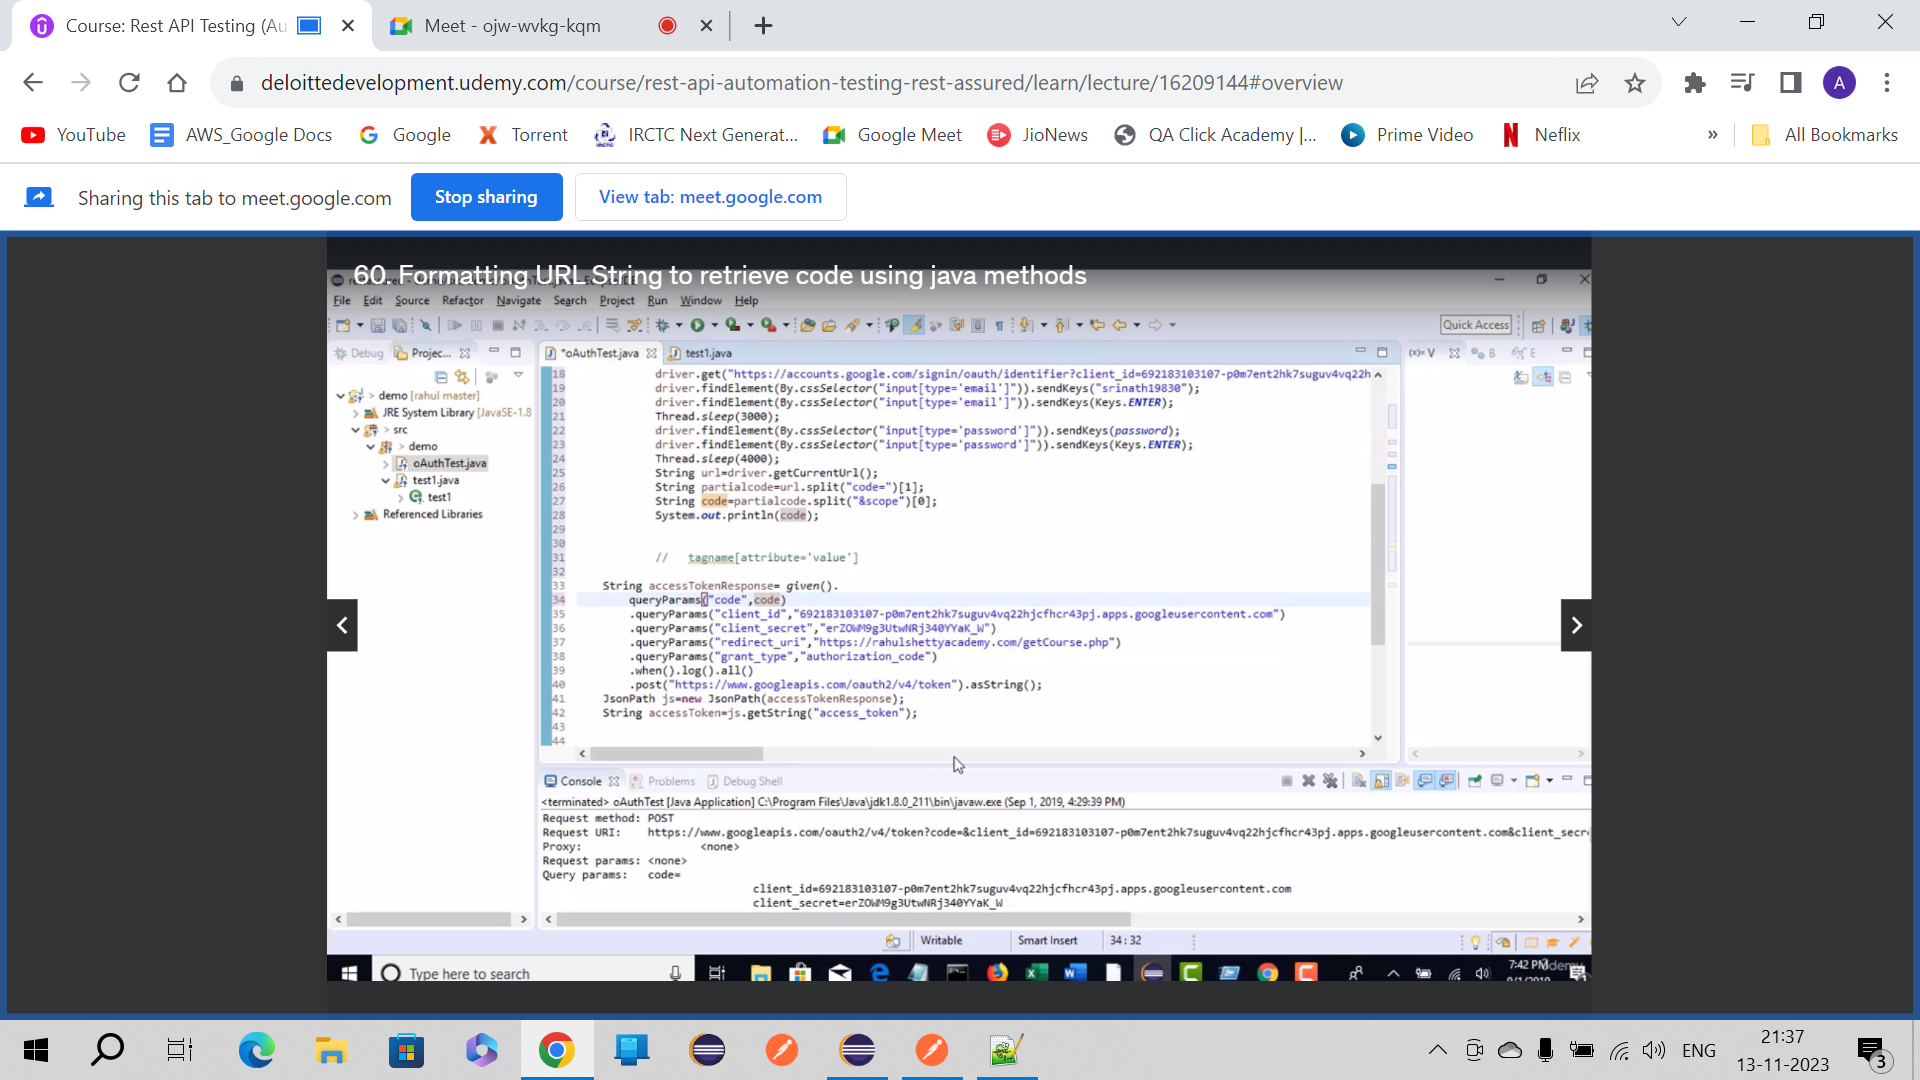 Course: Rest API Testing (Au
Meet - ojw-wvkg-kqm
deloittedevelopment.udemy.com/course/rest-api-automation-testing-rest-assured/learn/lecture/16209144#overview
A
YouTube AWS_Google Docs Google Torrent IRCTC Next Generat... Google Meet JioNews QA Click Academy |... Prime Video Neflix » All Bookmarks
Sharing this tab to meet.google.com Stop sharing View tab: meet.google.com
60. Formatting URL String to retrieve code using java methods
File Edit Source Refactor Navigate Search Project Run Window Help
Quick Access
Debug Projec... *oAuthTest.java test1.java (x)= V B E
demo [rahul master]
JRE System Library [JavaSE-1.8
src
demo
oAuthTest.java
test1.java
test1
Referenced Libraries
18 driver.get("https://accounts.google.com/signin/oauth/identifier?client_id=692183103107-p0m7ent2hk7suguv4vq22h
19 driver.findElement(By.cssSelector("input[type='email']")).sendKeys("srinath19830");
20 driver.findElement(By.cssSelector("input[type='email']")).sendKeys(Keys.ENTER);
21 Thread.sleep(3000);
22 driver.findElement(By.cssSelector("input[type='password']")).sendKeys(password);
23 driver.findElement(By.cssSelector("input[type='password']")).sendKeys(Keys.ENTER);
24 Thread.sleep(4000);
25 String url=driver.getCurrentUrl();
26 String partialcode=url.split("code=")[1];
27 String code=partialcode.split("&scope")[0];
28 System.out.println(code);
29
30
31 // tagname[attribute='value']
32
33 String accessTokenResponse= given().
34 queryParams("code",code)
35 .queryParams("client_id","692183103107-p0m7ent2hk7suguv4vq22hjcfhcr43pj.apps.googleusercontent.com")
36 .queryParams("client_secret","erZOWM9g3UtwNRj340YYaK_W")
37 .queryParams("redirect_uri","https://rahulshettyacademy.com/getCourse.php")
38 .queryParams("grant_type","authorization_code")
39 .when().log().all()
40 .post("https://www.googleapis.com/oauth2/v4/token").asString();
41 JsonPath js=new JsonPath(accessTokenResponse);
42 String accessToken=js.getString("access_token");
43
44
Console Problems Debug Shell
<terminated> oAuthTest [Java Application] C:\Program Files\Java\jdk1.8.0_211\bin\javaw.exe (Sep 1, 2019, 4:29:39 PM)
Request method: POST
Request URI: https://www.googleapis.com/oauth2/v4/token?code=&client_id=692183103107-p0m7ent2hk7suguv4vq22hjcfhcr43pj.apps.googleusercontent.com&client_secr
Proxy: <none>
Request params: <none>
Query params: code=
client_id=692183103107-p0m7ent2hk7suguv4vq22hjcfhcr43pj.apps.googleusercontent.com
client_secret=erZOWM9g3UtwNRj340YYaK_W
Writable Smart Insert 34 : 32
Type here to search 7:42 PM
21:37
ENG
13-11-2023
3